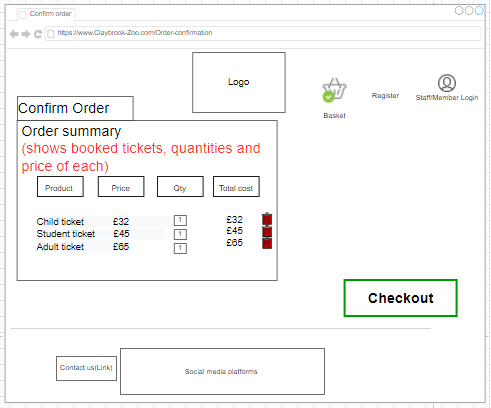 Confirm order
https://www.Claybrook-Zoo.com/Order-confirmation
Logo
Basket
Register
Staff/Member Login
Confirm Order
Order summary
(shows booked tickets, quantities and
price of each)
Product Price Qty Total cost
Child ticket £32 1 £32
Student ticket £45 1 £45
Adult ticket £65 1 £65
Checkout
Contact us(Link)
Social media platforms